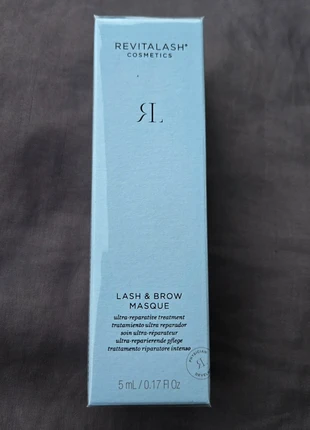 REVITALASH®
COSMETICS
RL
LASH & BROW
MASQUE
ultra-reparative treatment
tratamiento ultra reparador
soin ultra-réparateur
ultra-reparierende pflege
trattamento riparatore intenso
5 mL / 0.17 fl Oz